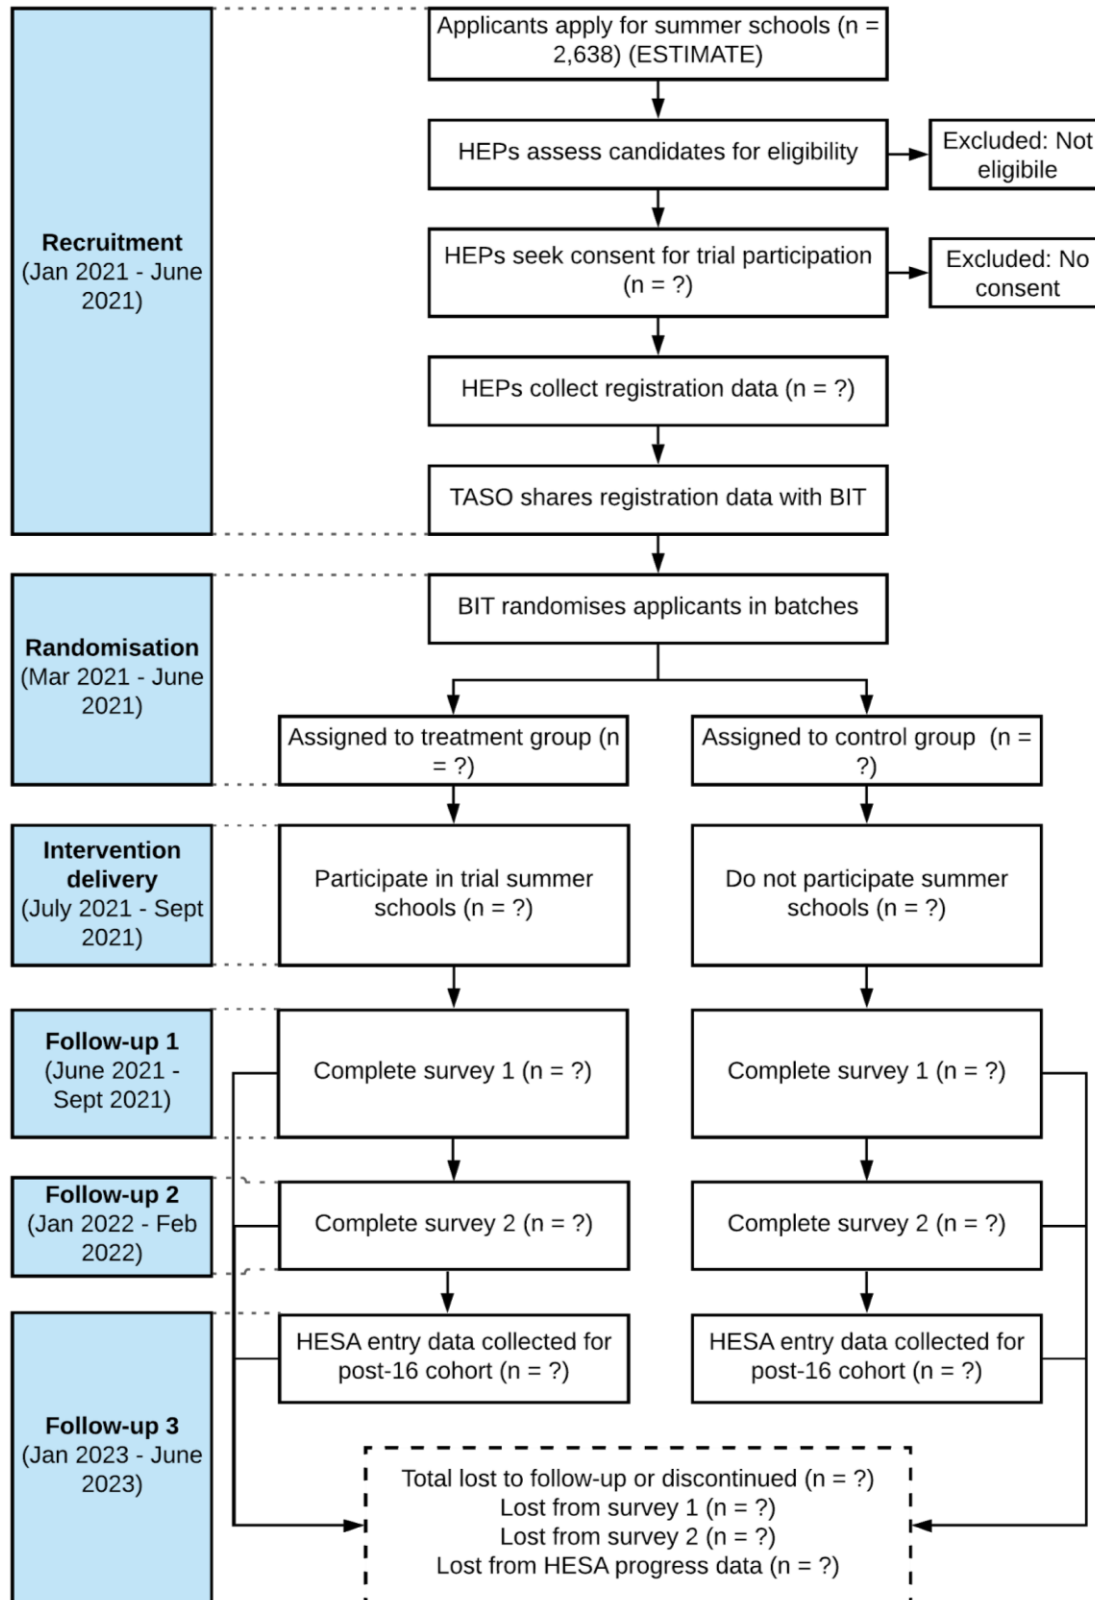 Applicants apply for summer schools (n =
2,638) (ESTIMATE)
HEPs assess candidates for eligibility
Excluded: Not
eligibile
Recruitment
(Jan 2021 - June
2021)
HEPs seek consent for trial participation
(n = ?)
Excluded: No
consent
HEPs collect registration data (n = ?)
TASO shares registration data with BIT
Randomisation
(Mar 2021 - June
2021)
BIT randomises applicants in batches
Assigned to treatment group (n
= ?)
Assigned to control group (n =
?)
Intervention
delivery
(July 2021 - Sept
2021)
Participate in trial summer
schools (n = ?)
Do not participate summer
schools (n = ?)
Follow-up 1
(June 2021 -
Sept 2021)
Complete survey 1 (n = ?)
Complete survey 1 (n = ?)
Follow-up 2
(Jan 2022 - Feb
2022)
Complete survey 2 (n = ?)
Complete survey 2 (n = ?)
Follow-up 3
(Jan 2023 - June
2023)
HESA entry data collected for
post-16 cohort (n = ?)
HESA entry data collected for
post-16 cohort (n = ?)
Total lost to follow-up or discontinued (n = ?)
Lost from survey 1 (n = ?)
Lost from survey 2 (n = ?)
Lost from HESA progress data (n = ?)